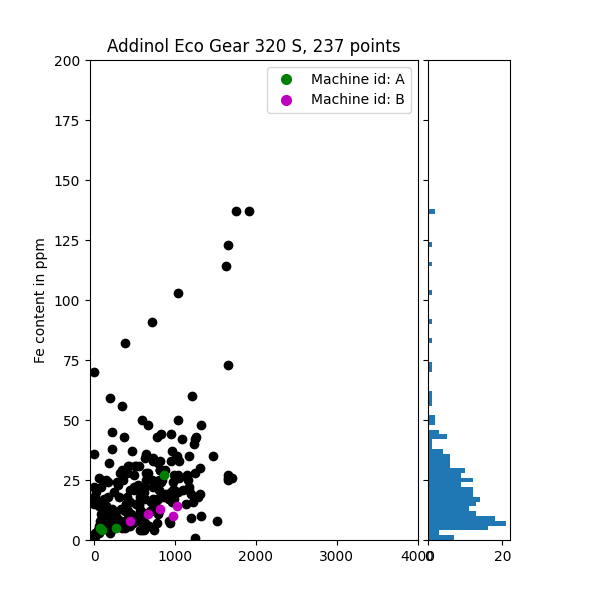 Addinol Eco Gear 320 S, 237 points
Machine id: A
Machine id: B
Fe content in ppm
200
175
150
125
100
75
50
25
0
0 1000 2000 3000 4000
0 20